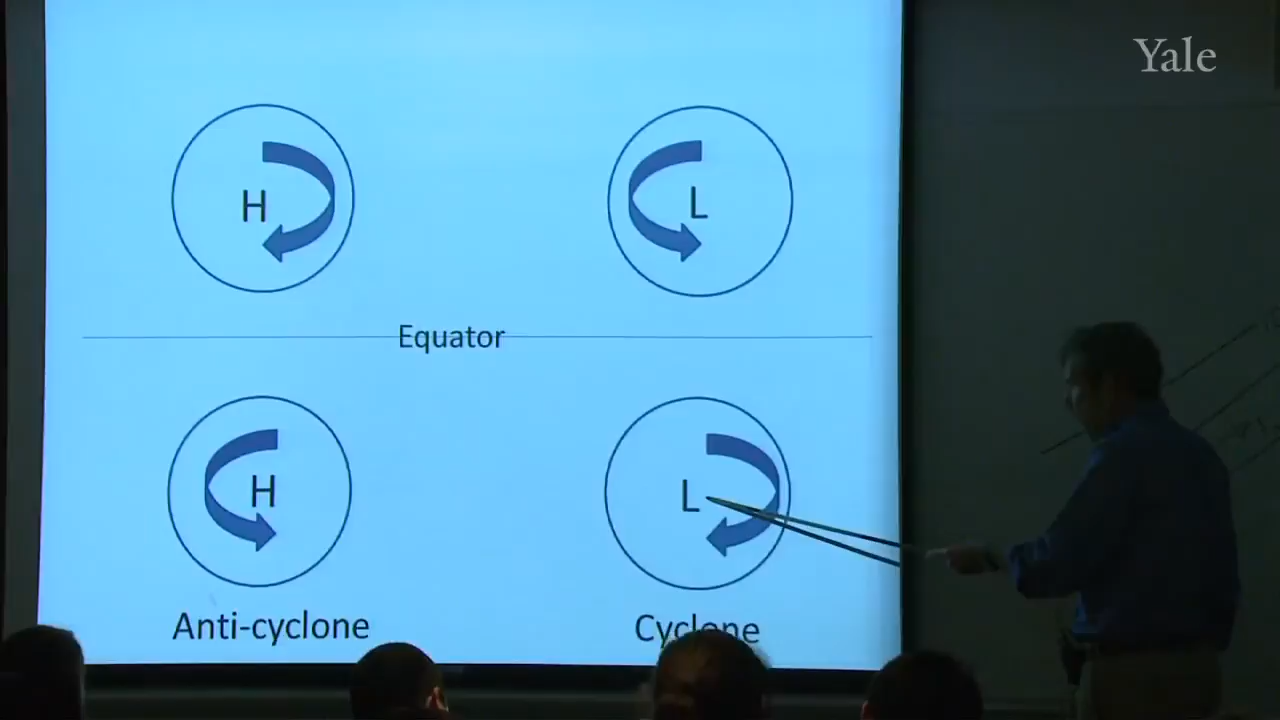 Yale
H
L
Equator
H
L
Anti-cyclone
Cyclone